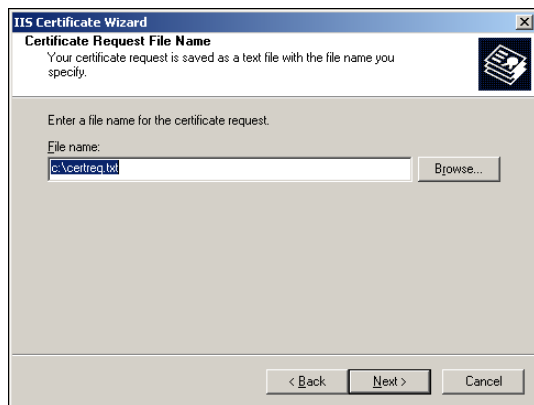 IIS Certificate Wizard
Certificate Request File Name
Your certificate request is saved as a text file with the file name you
specify.
Enter a file name for the certificate request.
File name:
c:\certreq.txt
Browse...
< Back
Next >
Cancel